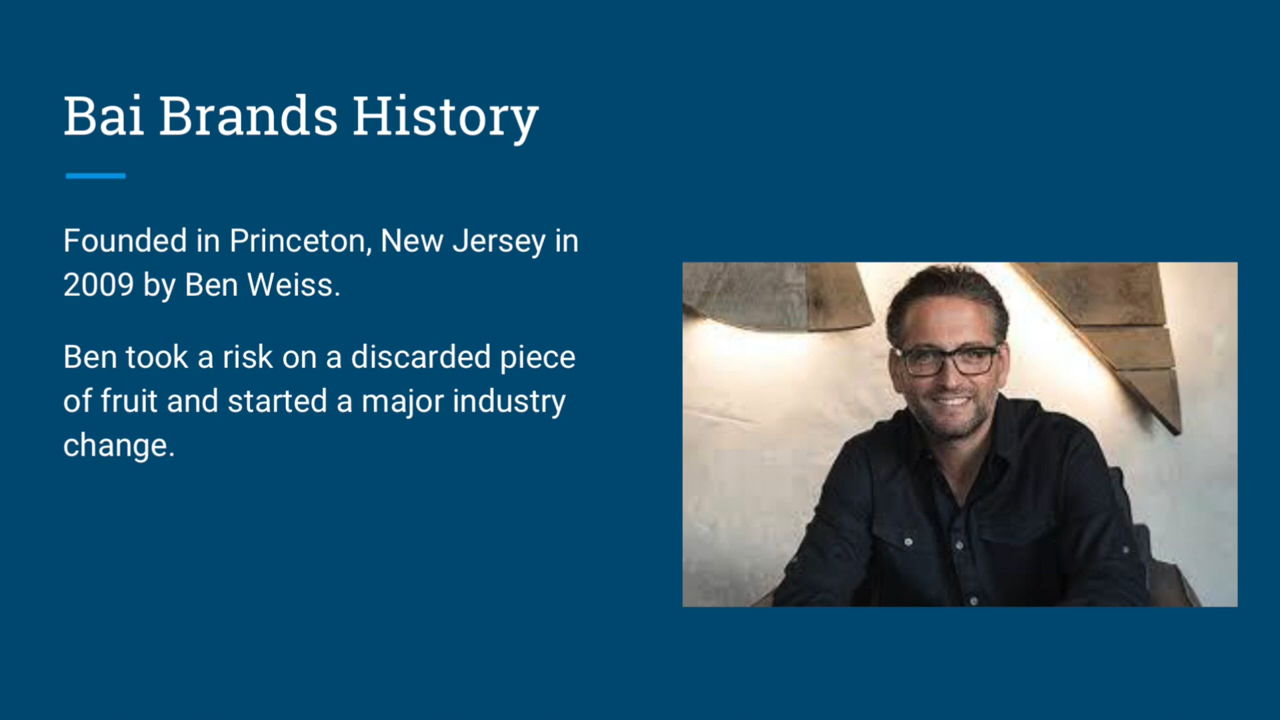 Bai Brands History
Founded in Princeton, New Jersey in
2009 by Ben Weiss.
Ben took a risk on a discarded piece
of fruit and started a major industry
change.